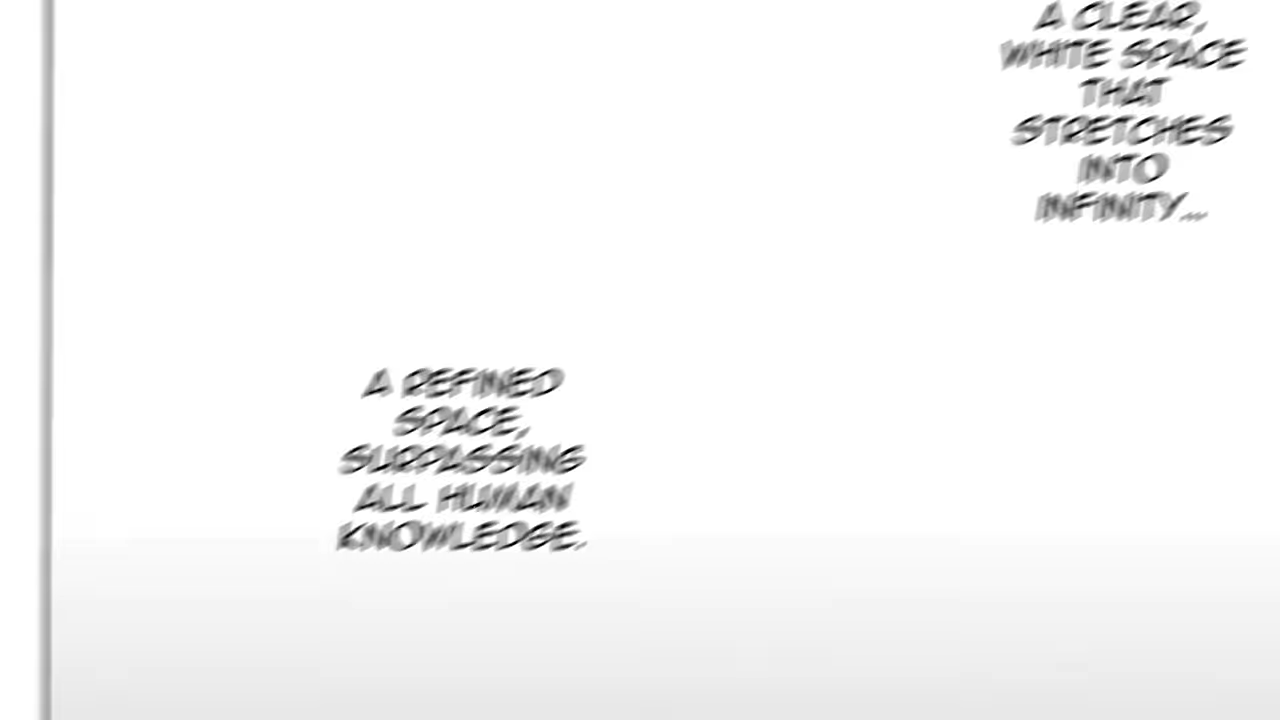 A CLEAR,
WHITE SPACE
THAT
STRETCHES
INTO
INFINITY...
A REFINED
SPACE,
SURPASSING
ALL HUMAN
KNOWLEDGE.